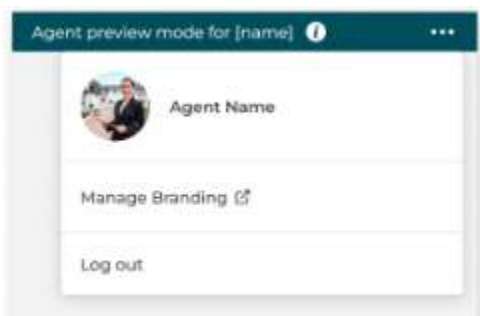 Agent preview mode for [name] i
Agent Name
Manage Branding
Log out